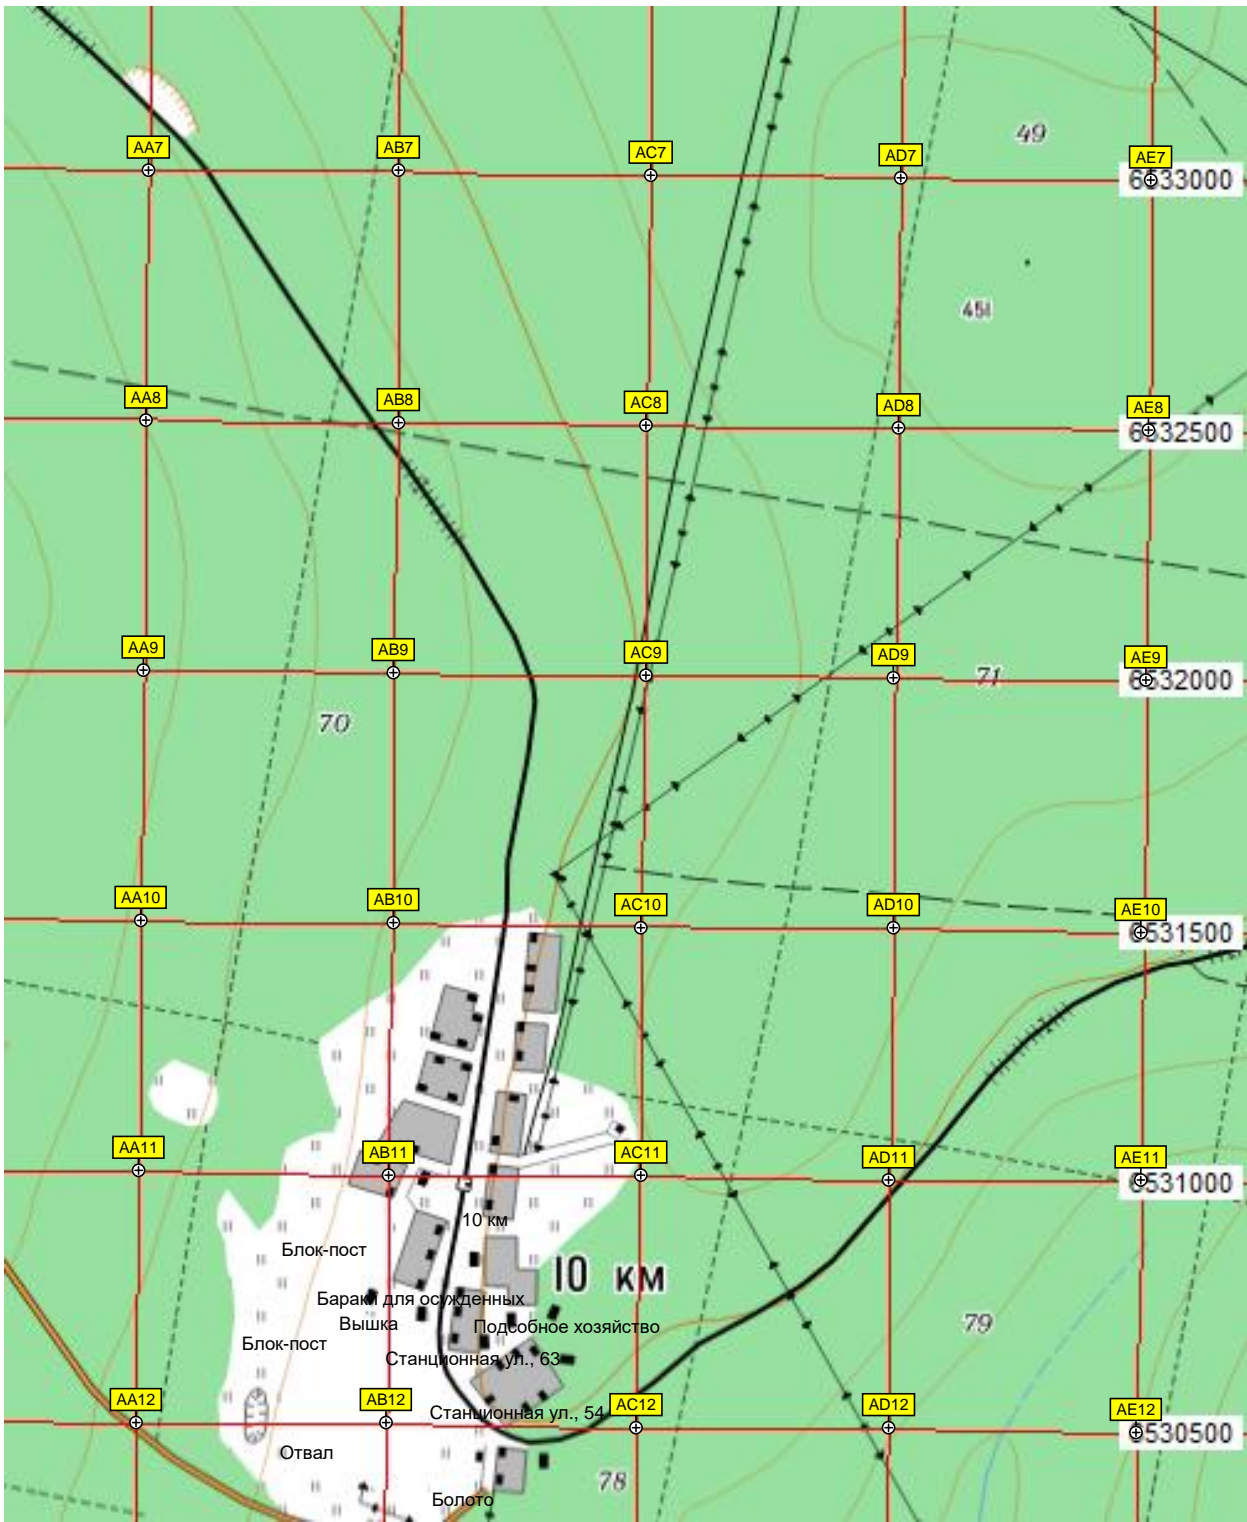 49
AA7
AB7
AC7
AD7
AE7
6533000
451
AA8
AB8
AC8
AD8
AE8
6532500
AA9
AB9
AC9
AD9
AE9
71
6532000
70
AA10
AB10
AC10
AD10
AE10
6531500
AA11
AB11
AC11
AD11
AE11
6531000
10 км
Блок-пост
10 км
Бараки для осужденных
Вышка
Подсобное хозяйство
79
Блок-пост
Станционная ул., 63
AA12
AB12
Станционная ул., 54
AC12
AD12
AE12
6530500
Отвал
78
Болото